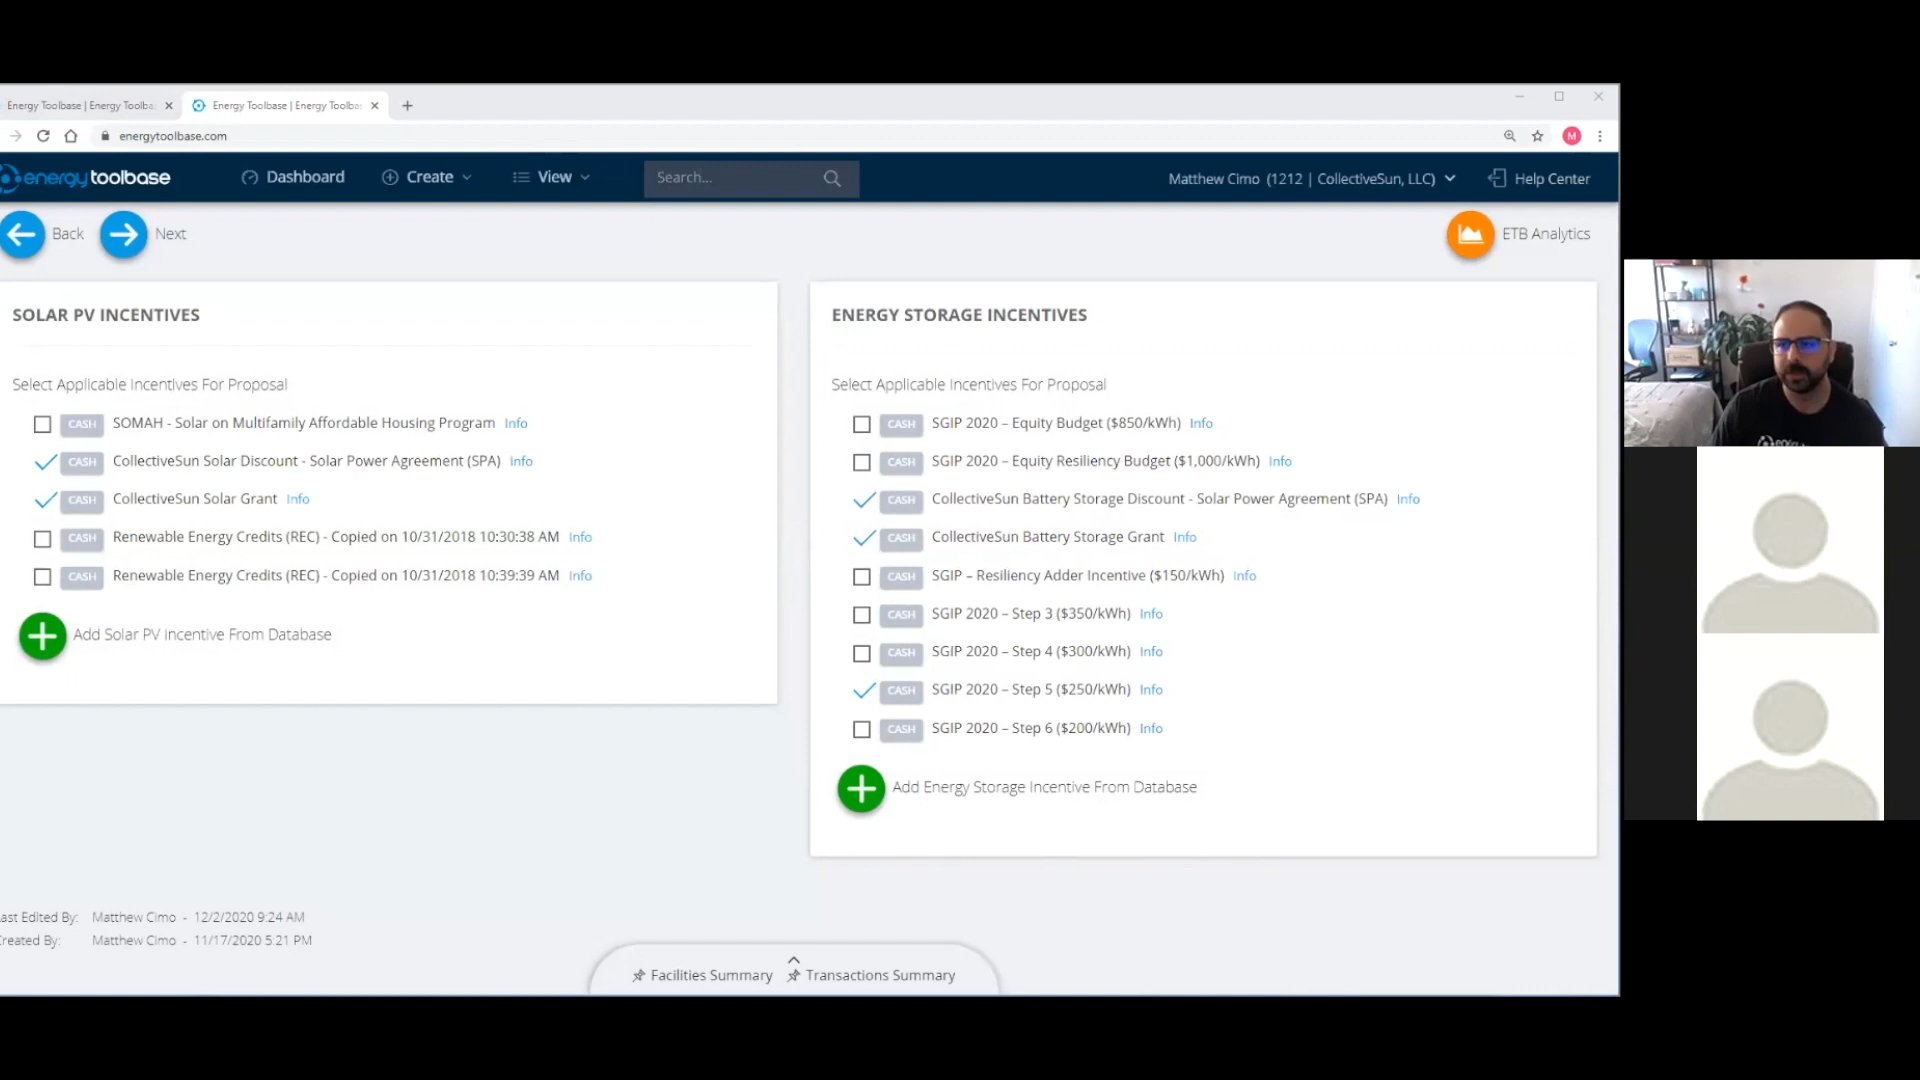 Energy Toolbase | Energy Toolba
Energy Toolbase | Energy Toolba
energytoolbase.com
M
energytoolbase
Dashboard
Create
View
Search...
Matthew Cimo (1212 | CollectiveSun, LLC)
Help Center
Back
Next
ETB Analytics
SOLAR PV INCENTIVES
Select Applicable Incentives For Proposal
CASH SOMAH - Solar on Multifamily Affordable Housing Program Info
CASH CollectiveSun Solar Discount - Solar Power Agreement (SPA) Info
CASH CollectiveSun Solar Grant Info
CASH Renewable Energy Credits (REC) - Copied on 10/31/2018 10:30:38 AM Info
CASH Renewable Energy Credits (REC) - Copied on 10/31/2018 10:39:39 AM Info
Add Solar PV Incentive From Database
ENERGY STORAGE INCENTIVES
Select Applicable Incentives For Proposal
CASH SGIP 2020 – Equity Budget ($850/kWh) Info
CASH SGIP 2020 – Equity Resiliency Budget ($1,000/kWh) Info
CASH CollectiveSun Battery Storage Discount - Solar Power Agreement (SPA) Info
CASH CollectiveSun Battery Storage Grant Info
CASH SGIP – Resiliency Adder Incentive ($150/kWh) Info
CASH SGIP 2020 – Step 3 ($350/kWh) Info
CASH SGIP 2020 – Step 4 ($300/kWh) Info
CASH SGIP 2020 – Step 5 ($250/kWh) Info
CASH SGIP 2020 – Step 6 ($200/kWh) Info
Add Energy Storage Incentive From Database
ast Edited By: Matthew Cimo - 12/2/2020 9:24 AM
reated By: Matthew Cimo - 11/17/2020 5:21 PM
Facilities Summary
Transactions Summary